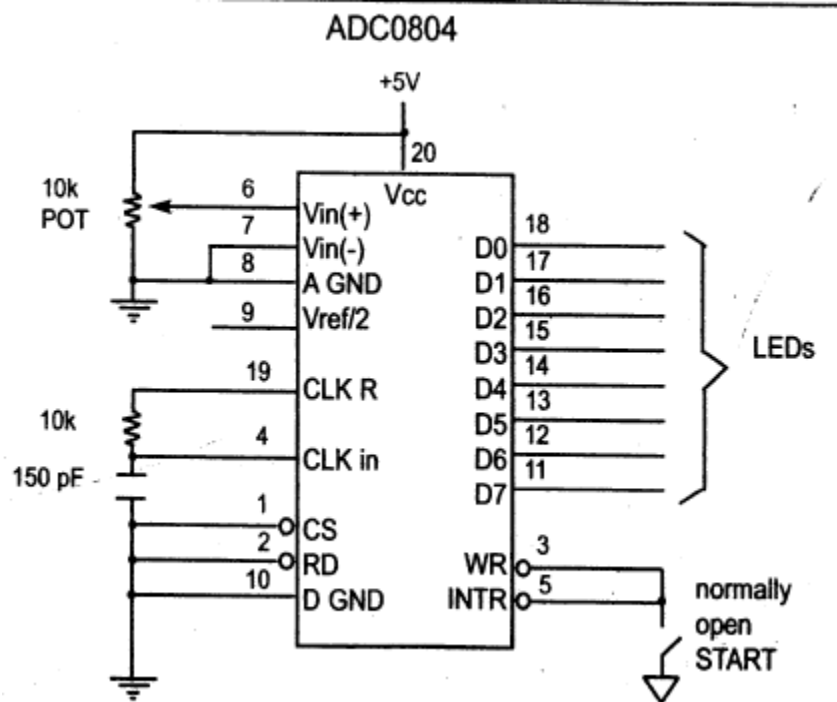 ADC0804
+5V
20
Vcc
10k
POT
6
Vin(+)
7
Vin(-)
8
A GND
9
Vref/2
19
CLK R
10k
4
CLK in
150 pF
1
CS
2
RD
10
D GND
18
D0
17
D1
16
D2
15
D3
14
D4
13
D5
12
D6
11
D7
LEDs
3
WR
5
INTR
normally
open
START